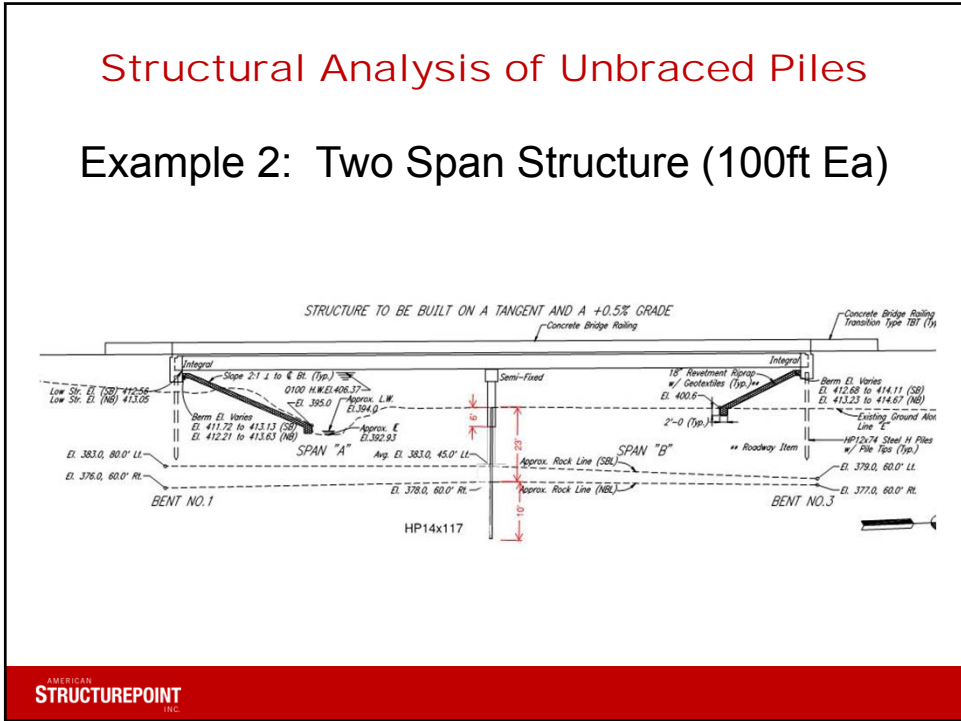 Structural Analysis of Unbraced Piles
Example 2: Two Span Structure (100ft Ea)
STRUCTURE TO BE BUILT ON A TANGENT AND A +0.5% GRADE
Concrete Bridge Railing
Concrete Bridge Railing
Transition Type TBT (Ty
Integral
Slope 2:1 ⊥ to ℄ Bt. (Typ.)
Low Str. El. (SB) 412.56
Low Str. El. (NB) 413.05
Q100 H.W.El.406.37
El. 395.0
Approx. L.W.
El.394.0
Berm El. Varies
El. 411.72 to 413.13 (SB)
El. 412.21 to 413.63 (NB)
Approx. E
El.392.93
SPAN "A"
Semi-Fixed
6'
23'
10'
Integral
18" Revetment Riprap
w/ Geotextiles (Typ.)**
El. 400.6
2'-0 (Typ.)
Berm El. Varies
El. 412.68 to 414.11 (SB)
El. 413.23 to 414.67 (NB)
Existing Ground Alon
Line "E"
SPAN "B"
** Roadway Item
HP12x74 Steel H Piles
w/ Pile Tips (Typ.)
El. 383.0, 80.0' Lt.
Avg. El. 383.0, 45.0' Lt.
Approx. Rock Line (SBL)
El. 379.0, 60.0' Lt.
El. 376.0, 60.0' Rt.
El. 378.0, 60.0' Rt.
Approx. Rock Line (NBL)
El. 377.0, 60.0' Rt.
BENT NO.1
BENT NO.3
HP14x117
AMERICAN
STRUCTUREPOINT
INC.